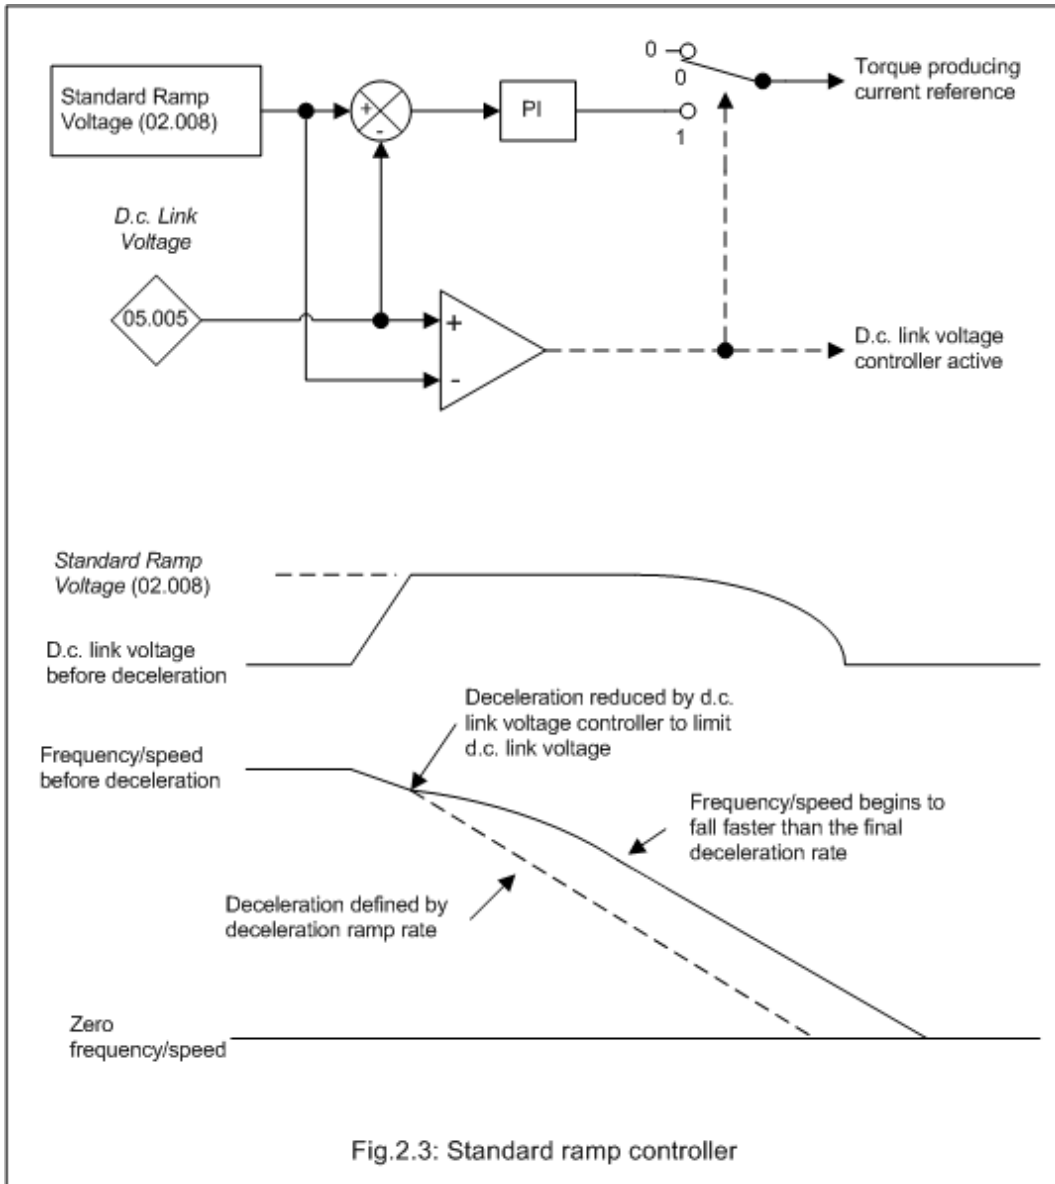 0
0
Standard Ramp
Voltage (02.008)
+
-
PI
1
Torque producing
current reference
D.c. Link
Voltage
05.005
+
-
D.c. link voltage
controller active
Standard Ramp
Voltage (02.008)
D.c. link voltage
before deceleration
Deceleration reduced by d.c.
link voltage controller to limit
d.c. link voltage
Frequency/speed
before deceleration
Frequency/speed begins to
fall faster than the final
deceleration rate
Deceleration defined by
deceleration ramp rate
Zero
frequency/speed
Fig.2.3: Standard ramp controller